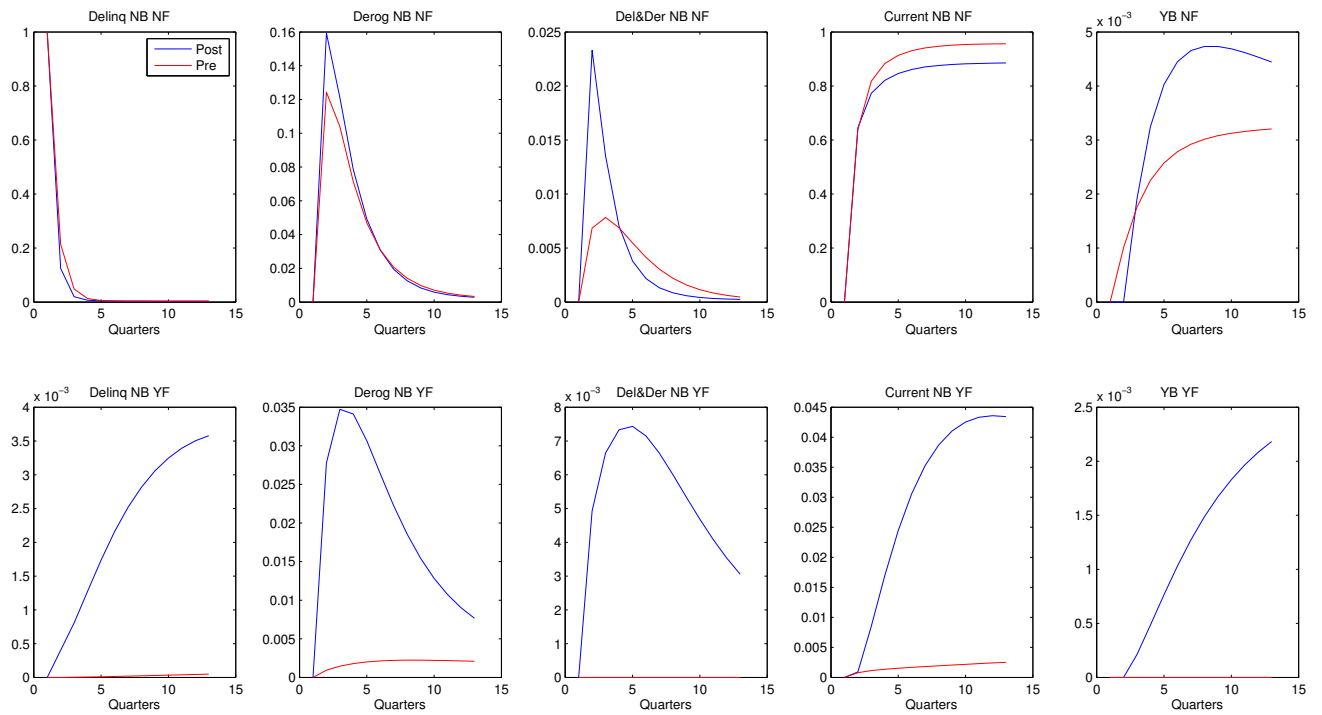 Delinq NB NF
1
0.8
0.6
0.4
0.2
0
0 5 10 15
Quarters
Post
Pre
Derog NB NF
0.16
0.14
0.12
0.1
0.08
0.06
0.04
0.02
0
0 5 10 15
Quarters
Del&Der NB NF
0.025
0.02
0.015
0.01
0.005
0
0 5 10 15
Quarters
Current NB NF
1
0.8
0.6
0.4
0.2
0
0 5 10 15
Quarters
YB NF
x 10⁻³
5
4
3
2
1
0
0 5 10 15
Quarters
Delinq NB YF
x 10⁻³
4
3.5
3
2.5
2
1.5
1
0.5
0
0 5 10 15
Quarters
Derog NB YF
0.035
0.03
0.025
0.02
0.015
0.01
0.005
0
0 5 10 15
Quarters
Del&Der NB YF
x 10⁻³
8
7
6
5
4
3
2
1
0
0 5 10 15
Quarters
Current NB YF
0.045
0.04
0.035
0.03
0.025
0.02
0.015
0.01
0.005
0
0 5 10 15
Quarters
YB YF
x 10⁻³
2.5
2
1.5
1
0.5
0
0 5 10 15
Quarters